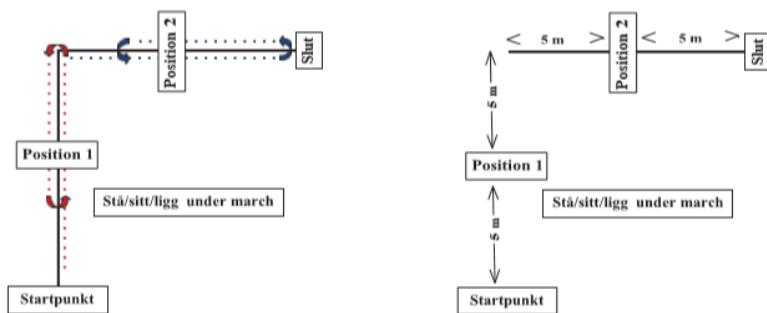 Position 2
Slut
Position 1
Stå/sitt/ligg under march
Startpunkt
< 5 m >
Position 2
< 5 m >
Slut
5 m
Position 1
Stå/sitt/ligg under march
5 m
Startpunkt